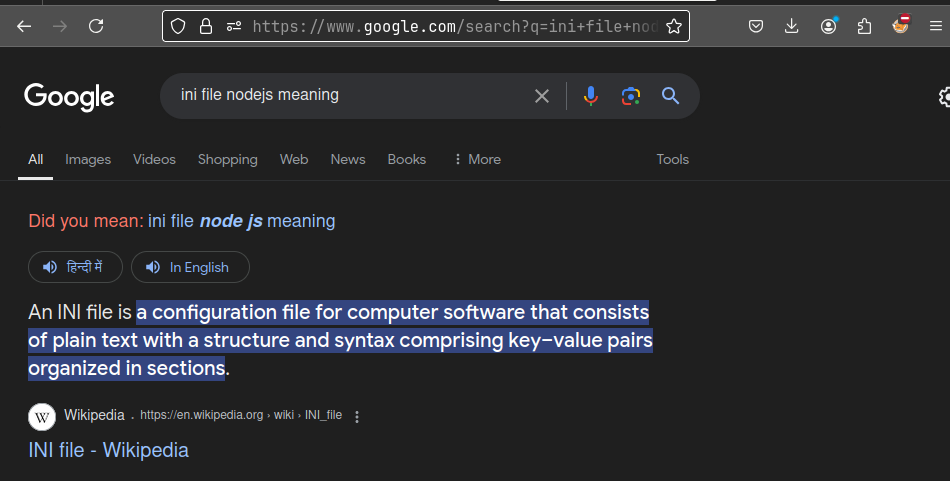 https://www.google.com/search?q=ini+file+nod
Google
ini file nodejs meaning
All Images Videos Shopping Web News Books More Tools
Did you mean: ini file node js meaning
हिन्दी में In English
An INI file is a configuration file for computer software that consists
of plain text with a structure and syntax comprising key–value pairs
organized in sections.
W Wikipedia . https://en.wikipedia.org › wiki › INI_file
INI file - Wikipedia